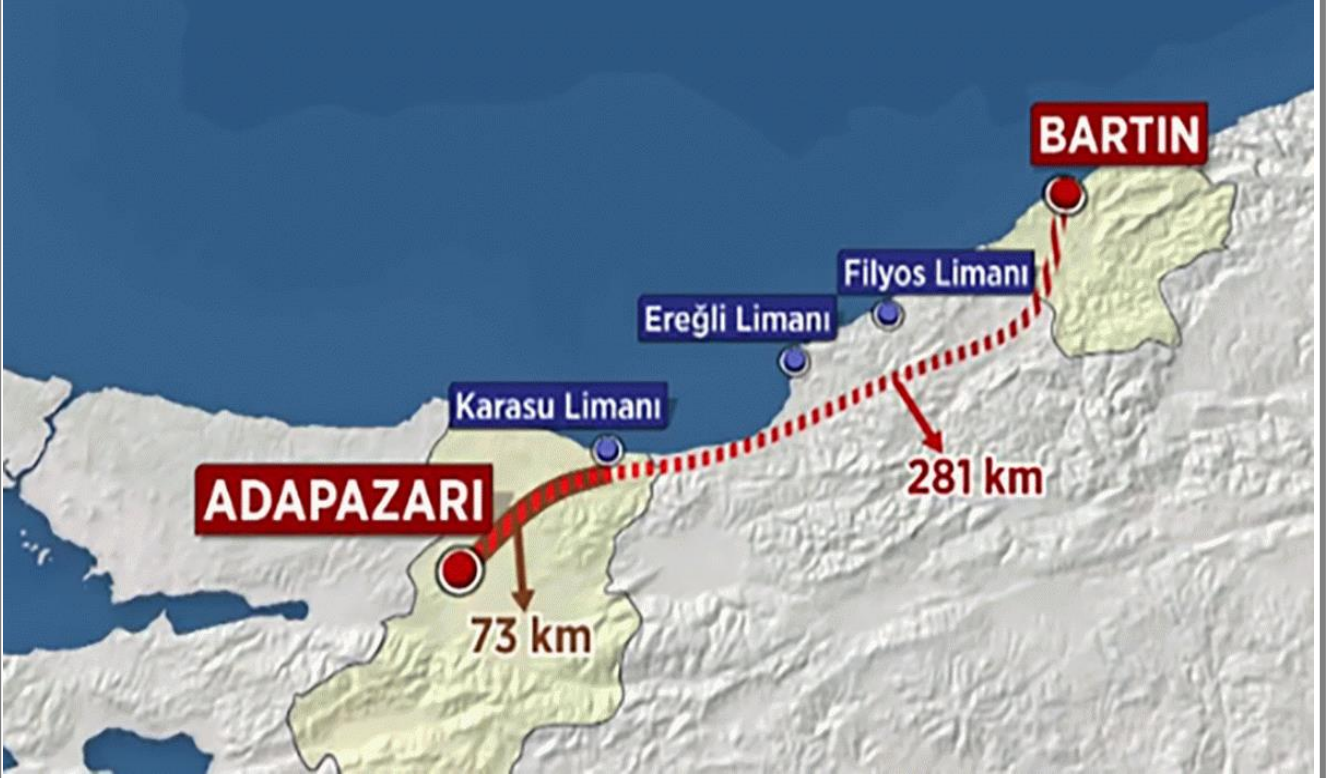 BARTIN
Filyos Limanı
Ereğli Limanı
Karasu Limanı
ADAPAZARI
281 km
73 km